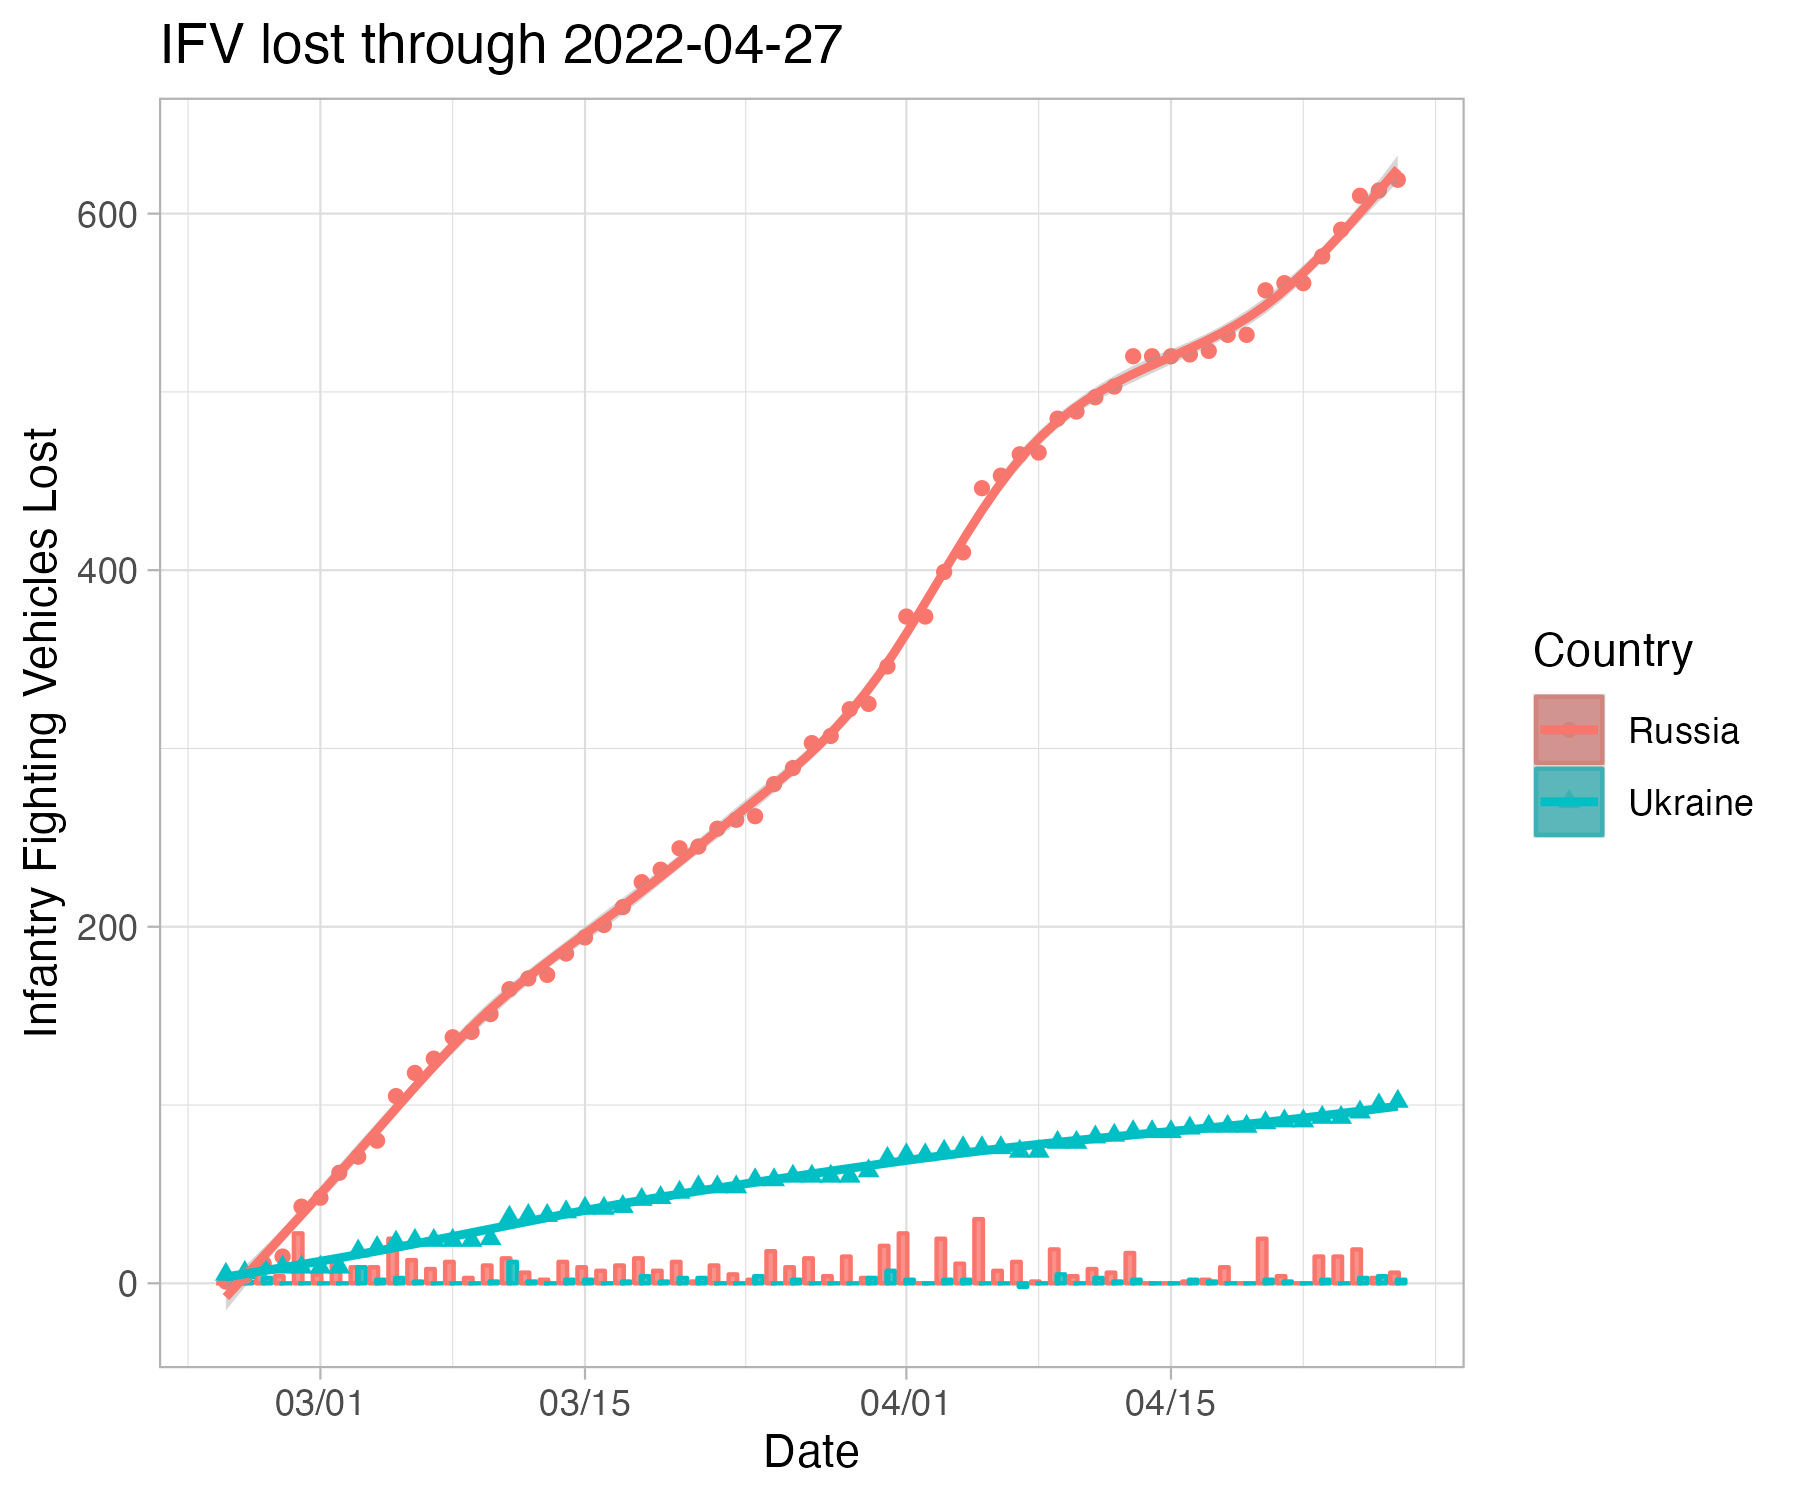 IFV lost through 2022-04-27
Infantry Fighting Vehicles Lost
600
400
200
0
03/01
03/15
04/01
04/15
Date
Country
Russia
Ukraine